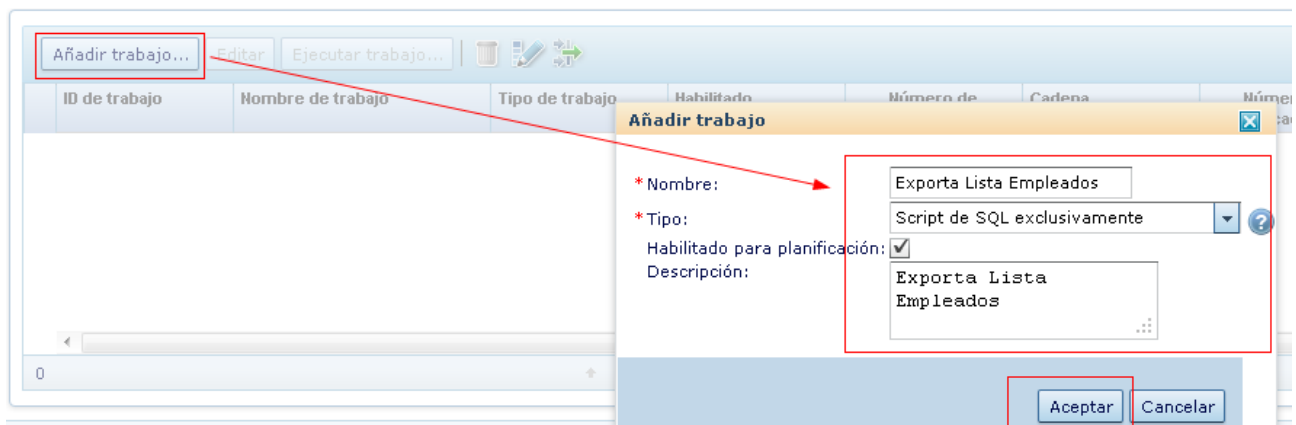 Añadir trabajo... Editar Ejecutar trabajo...
ID de trabajo Nombre de trabajo Tipo de trabajo Habilitado Número de Cadena
Añadir trabajo
*Nombre: Exporta Lista Empleados
*Tipo: Script de SQL exclusivamente
Habilitado para planificación:
Descripción: Exporta Lista
Empleados
0
Aceptar Cancelar